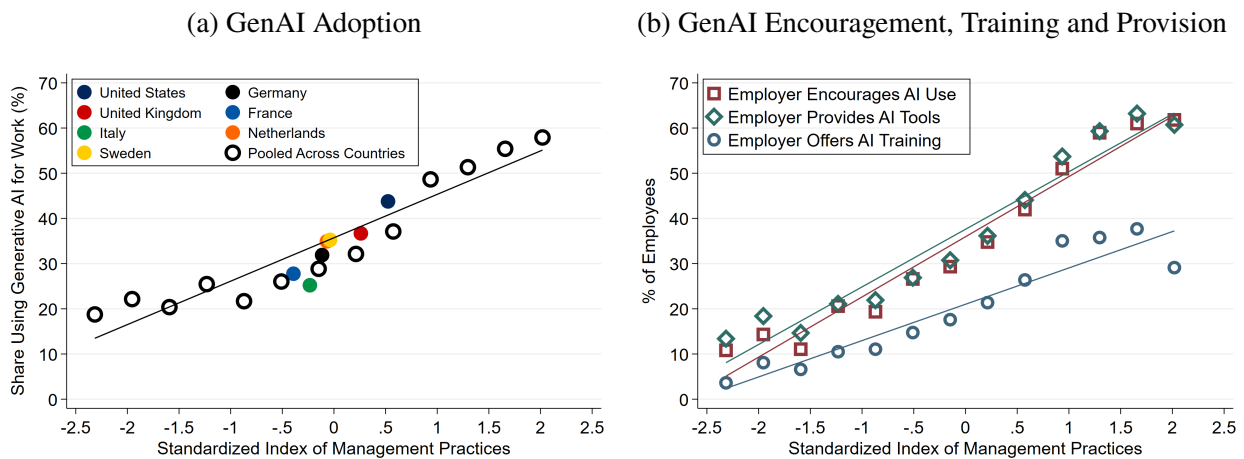 (a) GenAI Adoption
Share Using Generative AI for Work (%)
70
60
50
40
30
20
10
0
United States
United Kingdom
Italy
Sweden
Germany
France
Netherlands
Pooled Across Countries
-2.5 -2 -1.5 -1 -.5 0 .5 1 1.5 2 2.5
Standardized Index of Management Practices
(b) GenAI Encouragement, Training and Provision
% of Employees
70
60
50
40
30
20
10
0
Employer Encourages AI Use
Employer Provides AI Tools
Employer Offers AI Training
-2.5 -2 -1.5 -1 -.5 0 .5 1 1.5 2 2.5
Standardized Index of Management Practices